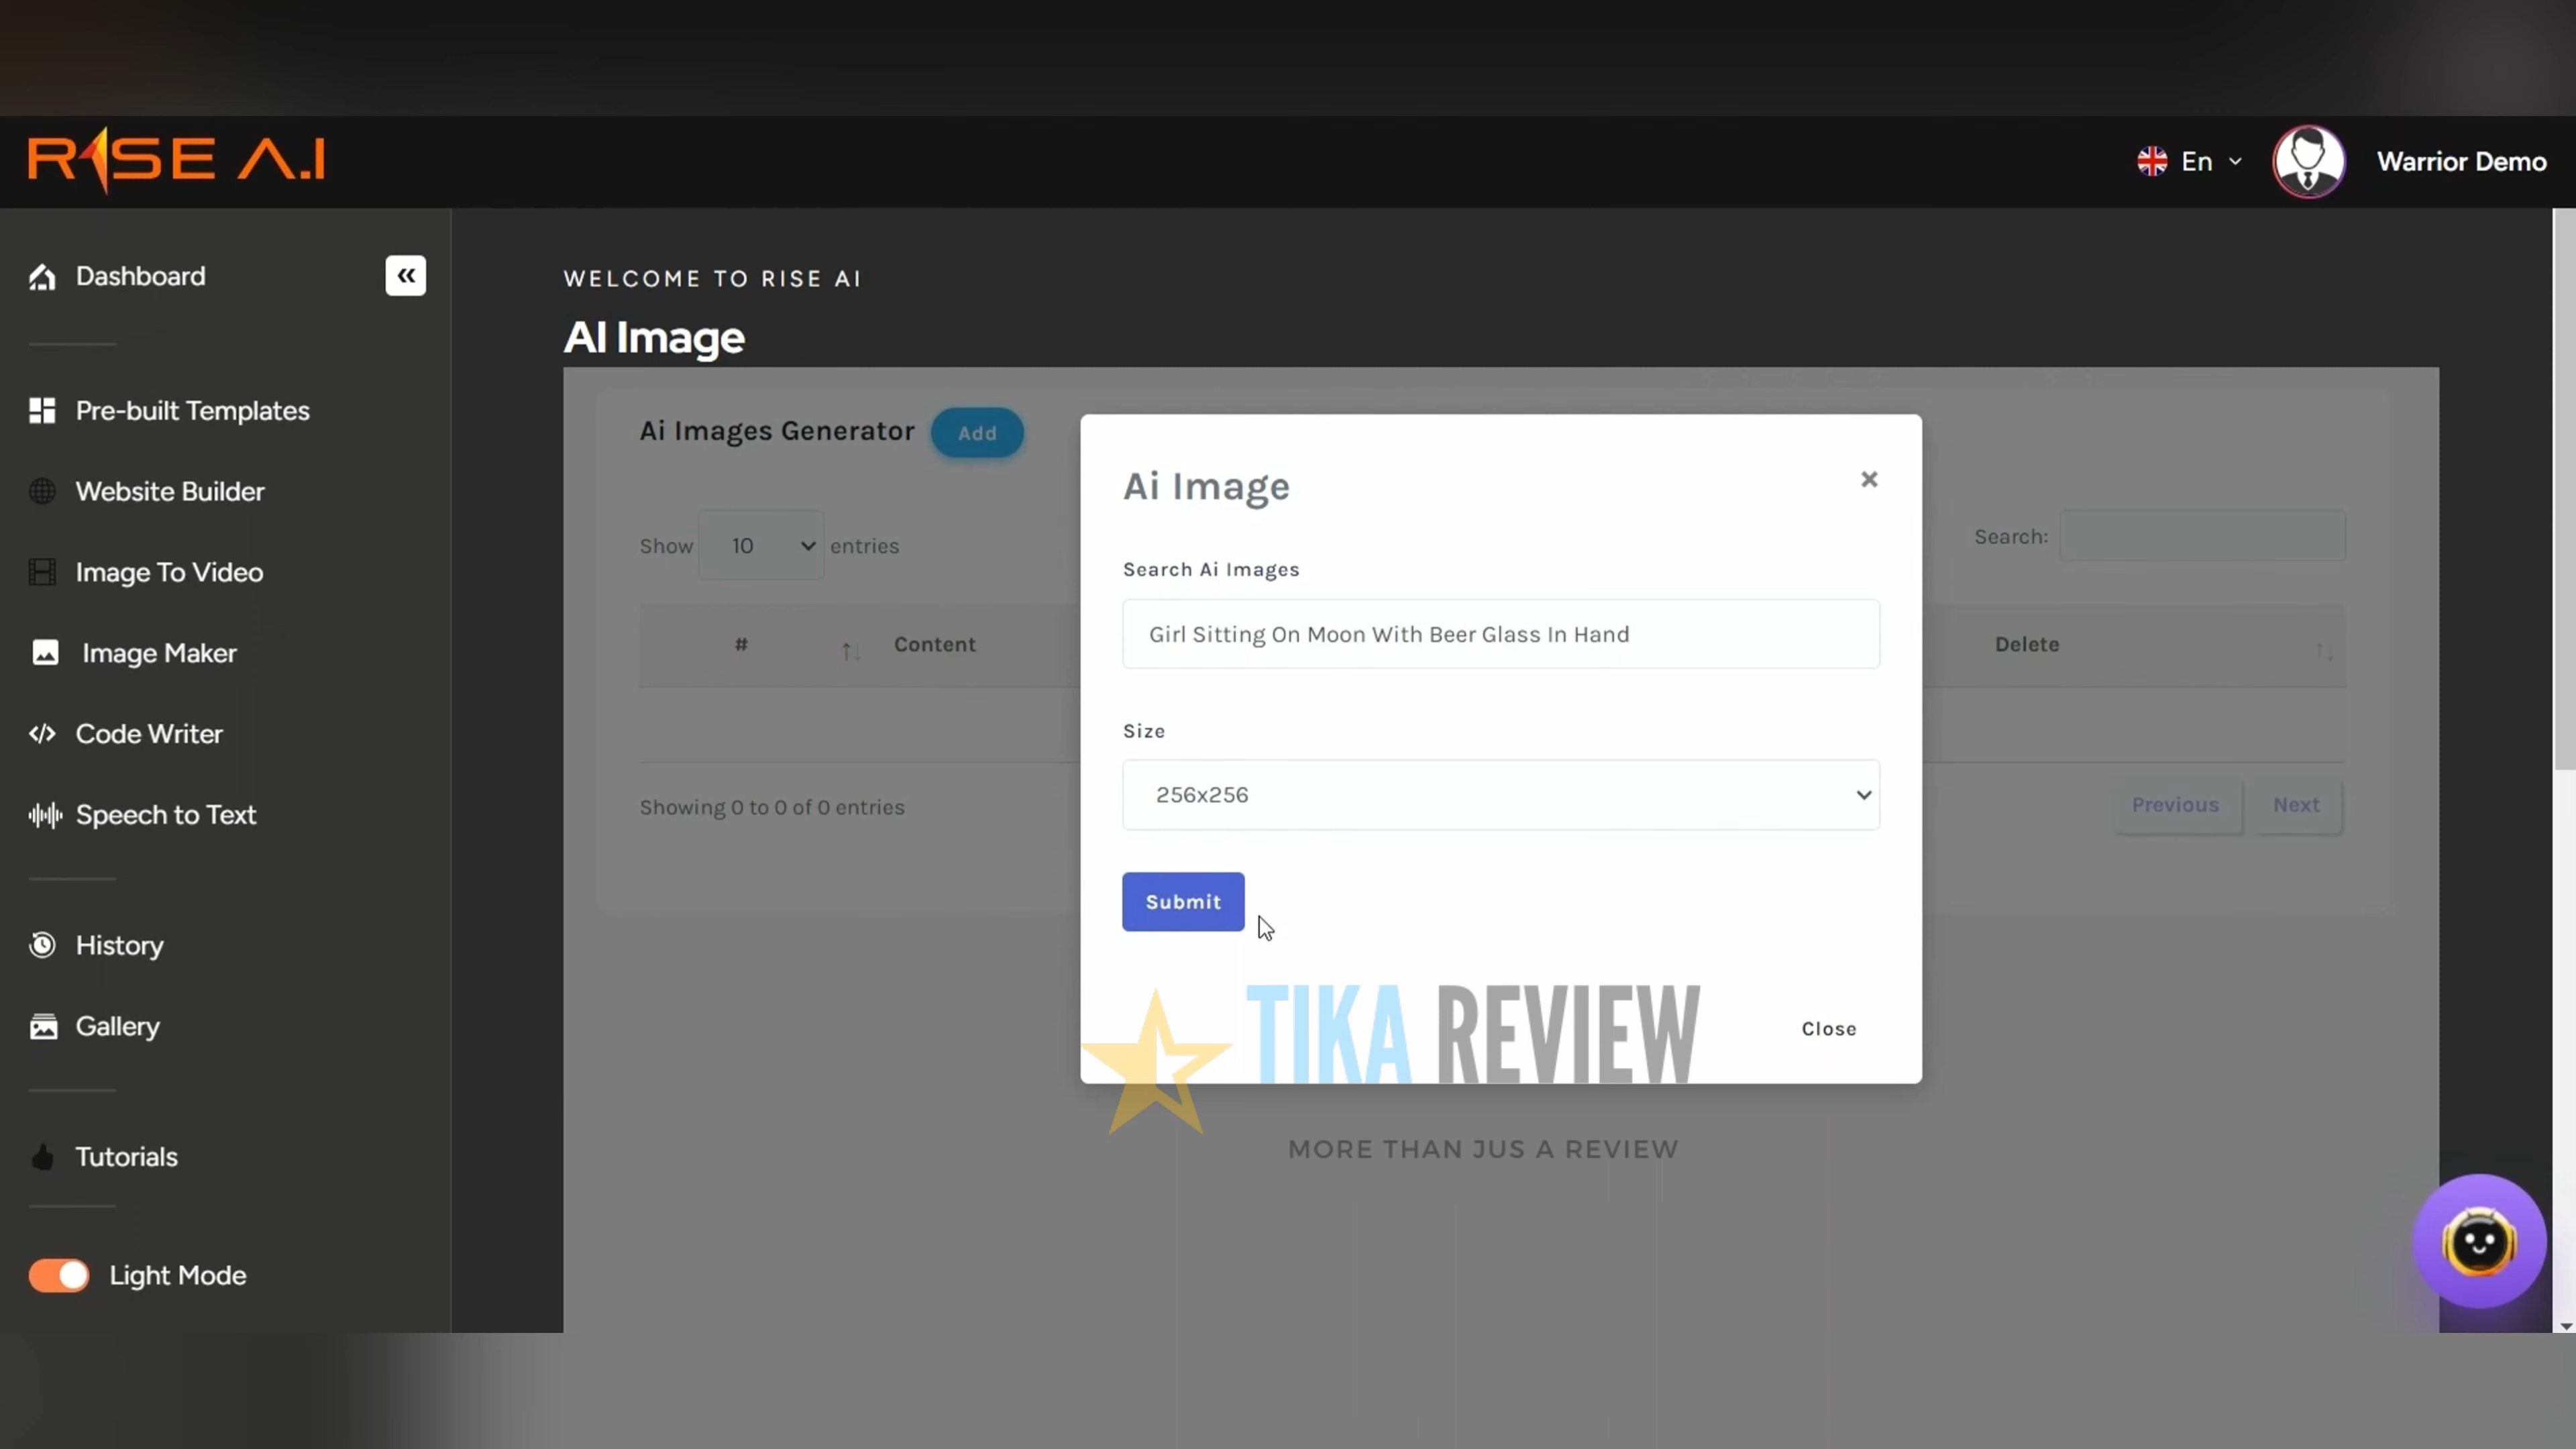 RISE A.I
En
Warrior Demo
Dashboard
«
Pre-built Templates
Website Builder
Image To Video
Image Maker
</> Code Writer
Speech to Text
History
Gallery
Tutorials
Light Mode
WELCOME TO RISE AI
AI Image
Ai Images Generator
Add
Show 10 entries
Search:
#
Content
Delete
Showing 0 to 0 of 0 entries
Previous
Next
Ai Image
×
Search Ai Images
Girl Sitting On Moon With Beer Glass In Hand
Size
256x256
Submit
Close
TIKA REVIEW
MORE THAN JUS A REVIEW